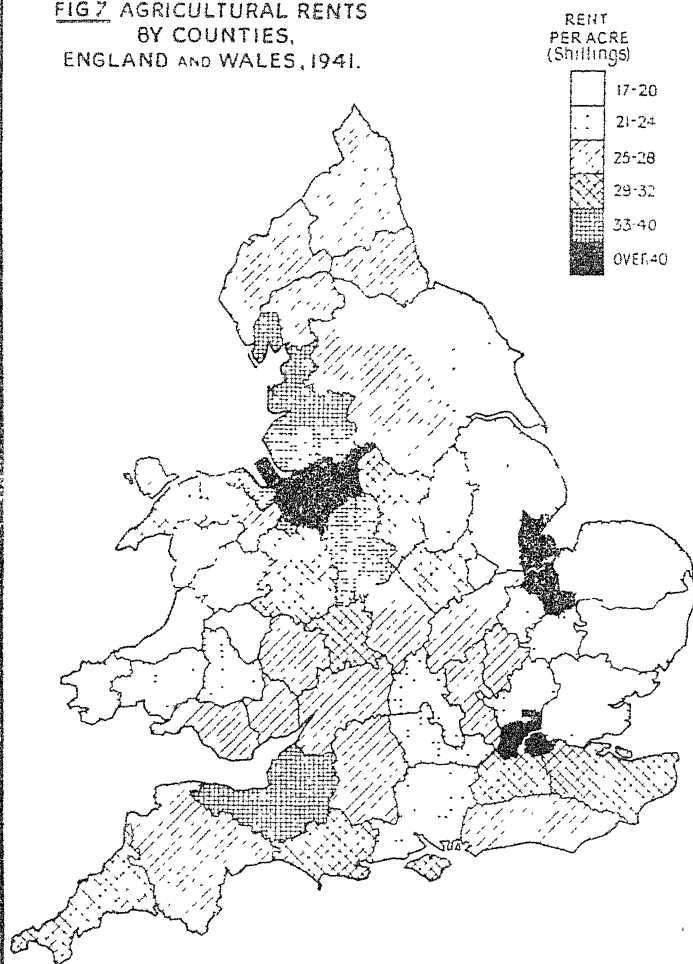 FIG 7 AGRICULTURAL RENTS
BY COUNTIES,
ENGLAND AND WALES, 1941.
RENT
PER ACRE
(Shillings)
17-20
21-24
25-28
29-32
33-40
OVER 40